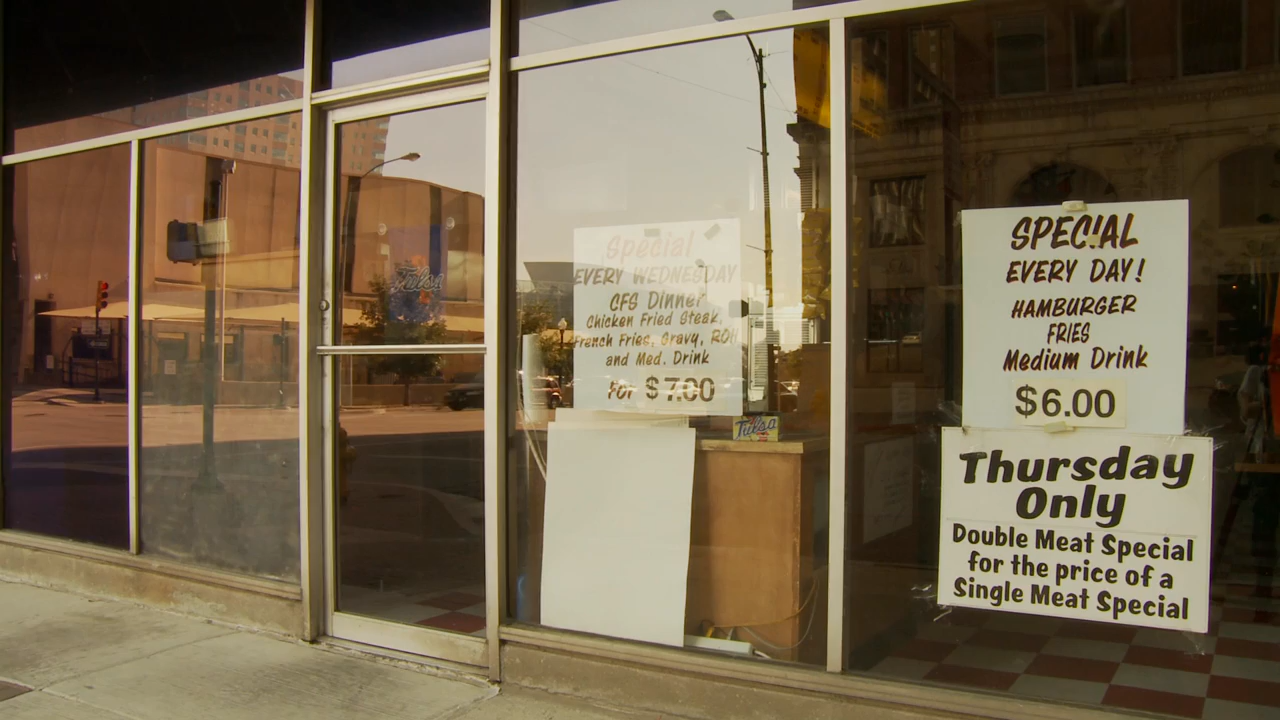 Tulsa
Special
EVERY WEDNESDAY
CFS Dinner
Chicken Fried Steak,
French Fries, Gravy, Roll
and Med. Drink
For $7.00
Tulsa
SPECIAL
EVERY DAY!
HAMBURGER
FRIES
Medium Drink
$6.00
Thursday
Only
Double Meat Special
for the price of a
Single Meat Special